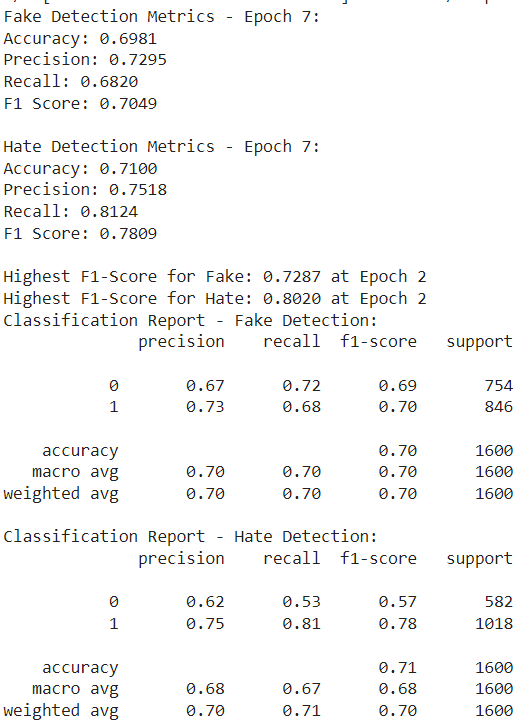 Fake Detection Metrics - Epoch 7:
Accuracy: 0.6981
Precision: 0.7295
Recall: 0.6820
F1 Score: 0.7049
Hate Detection Metrics - Epoch 7:
Accuracy: 0.7100
Precision: 0.7518
Recall: 0.8124
F1 Score: 0.7809
Highest F1-Score for Fake: 0.7287 at Epoch 2
Highest F1-Score for Hate: 0.8020 at Epoch 2
Classification Report - Fake Detection:
precision recall f1-score support
0 0.67 0.72 0.69 754
1 0.73 0.68 0.70 846
accuracy 0.70 1600
macro avg 0.70 0.70 0.70 1600
weighted avg 0.70 0.70 0.70 1600
Classification Report - Hate Detection:
precision recall f1-score support
0 0.62 0.53 0.57 582
1 0.75 0.81 0.78 1018
accuracy 0.71 1600
macro avg 0.68 0.67 0.68 1600
weighted avg 0.70 0.71 0.70 1600